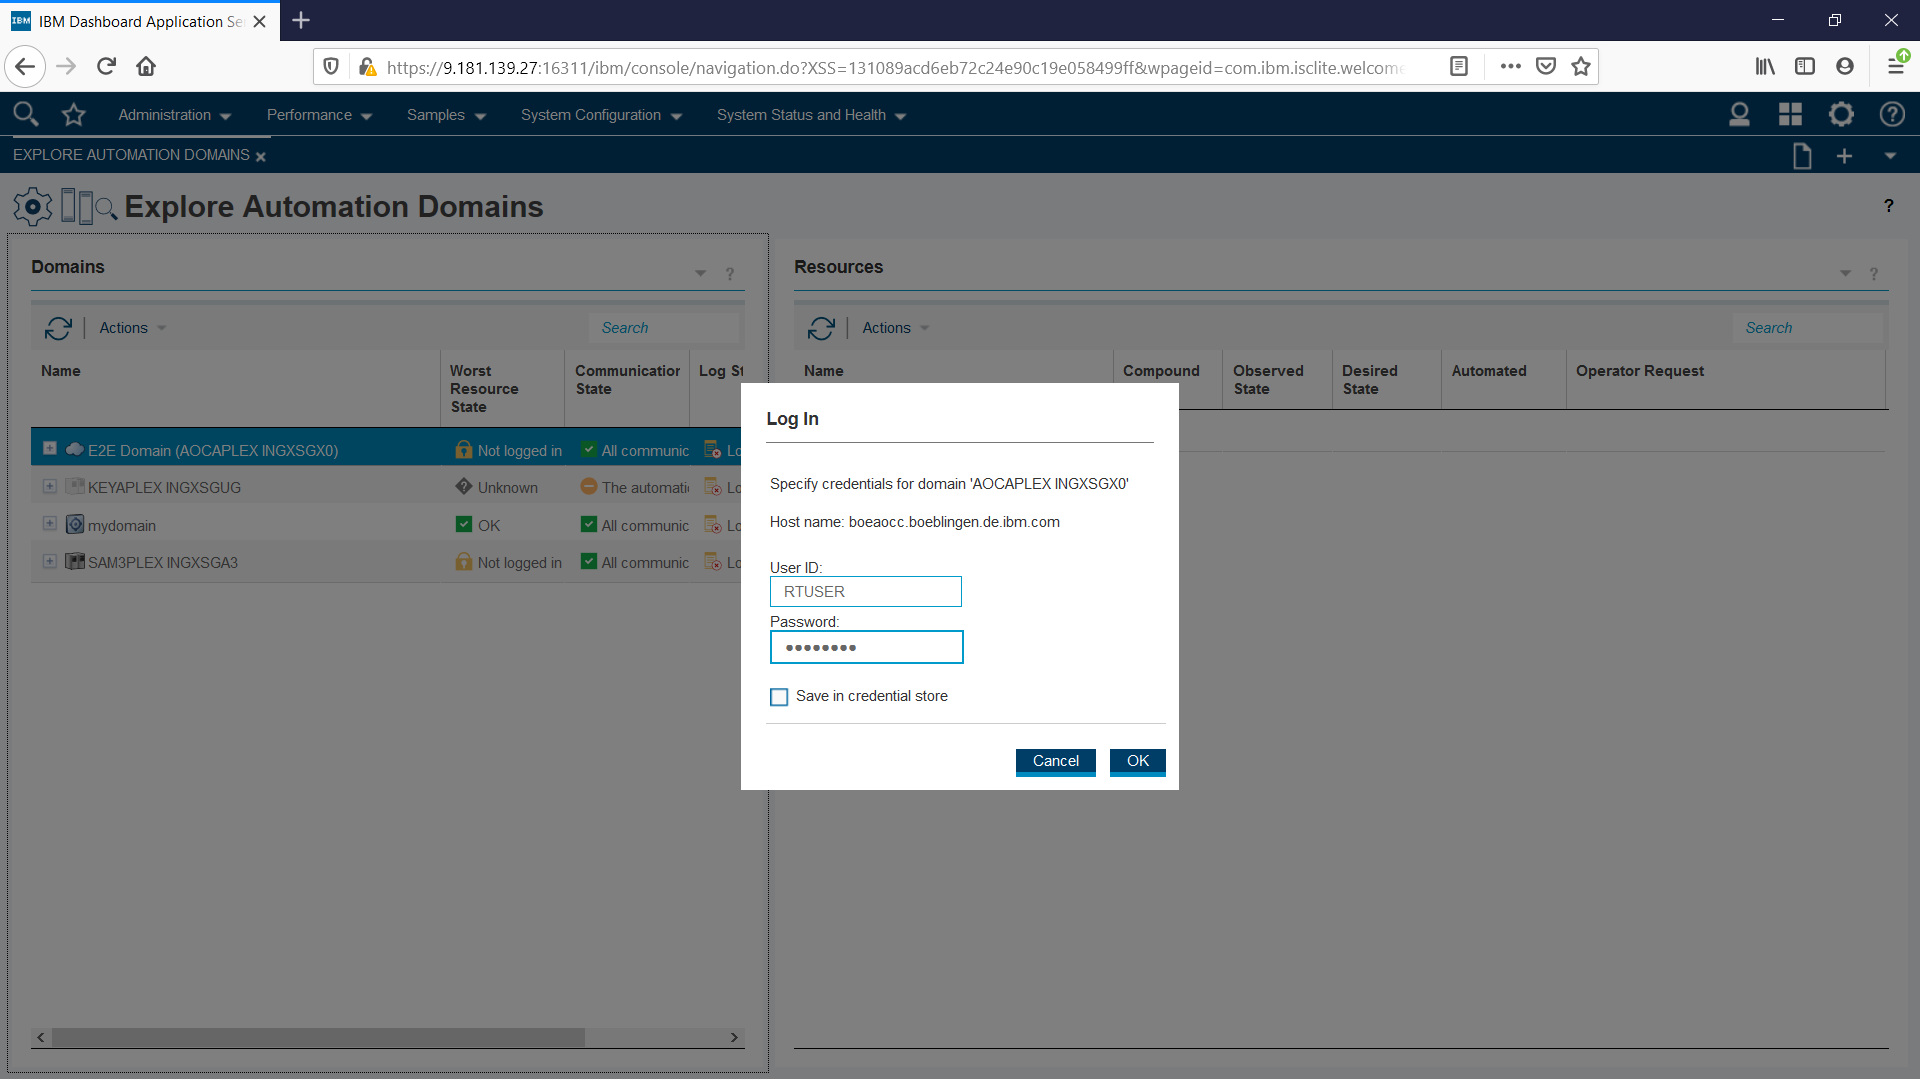 IBM Dashboard Application Se
https://9.181.139.27:16311/ibm/console/navigation.do?XSS=131089acd6eb72c24e90c19e058499ff&wpageid=com.ibm.isclite.welcome
Administration Performance Samples System Configuration System Status and Health
EXPLORE AUTOMATION DOMAINS
Explore Automation Domains
?
Domains
?
Actions
Search
Name
Worst Resource State
Communication State
Log St
E2E Domain (AOCAPLEX INGXSGX0) Not logged in All communic Lo
KEYAPLEX INGXSGUG Unknown The automati Lo
mydomain OK All communic Lo
SAM3PLEX INGXSGA3 Not logged in All communic Lo
Resources
?
Actions
Search
Name
Compound
Observed State
Desired State
Automated
Operator Request
Log In
Specify credentials for domain 'AOCAPLEX INGXSGX0'
Host name: boeaocc.boeblingen.de.ibm.com
User ID:
RTUSER
Password:
••••••••
Save in credential store
Cancel OK